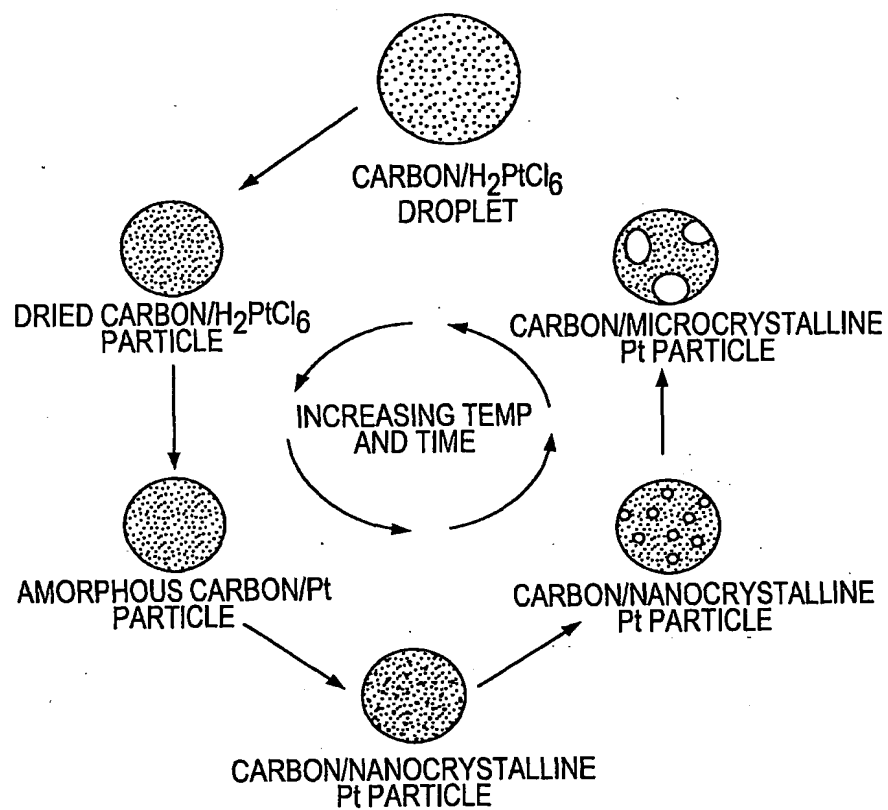 CARBON/H2PtCl6
DROPLET
DRIED CARBON/H2PtCl6
PARTICLE
CARBON/MICROCRYSTALLINE
Pt PARTICLE
INCREASING TEMP
AND TIME
AMORPHOUS CARBON/Pt
PARTICLE
CARBON/NANOCRYSTALLINE
Pt PARTICLE
CARBON/NANOCRYSTALLINE
Pt PARTICLE